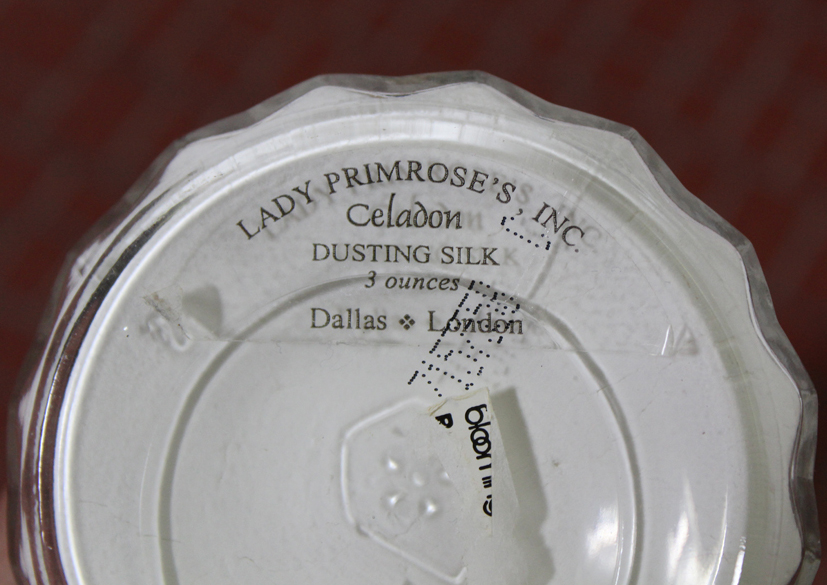 LADY PRIMROSE'S, INC.
Celadon
DUSTING SILK
3 ounces
Dallas ❖ London